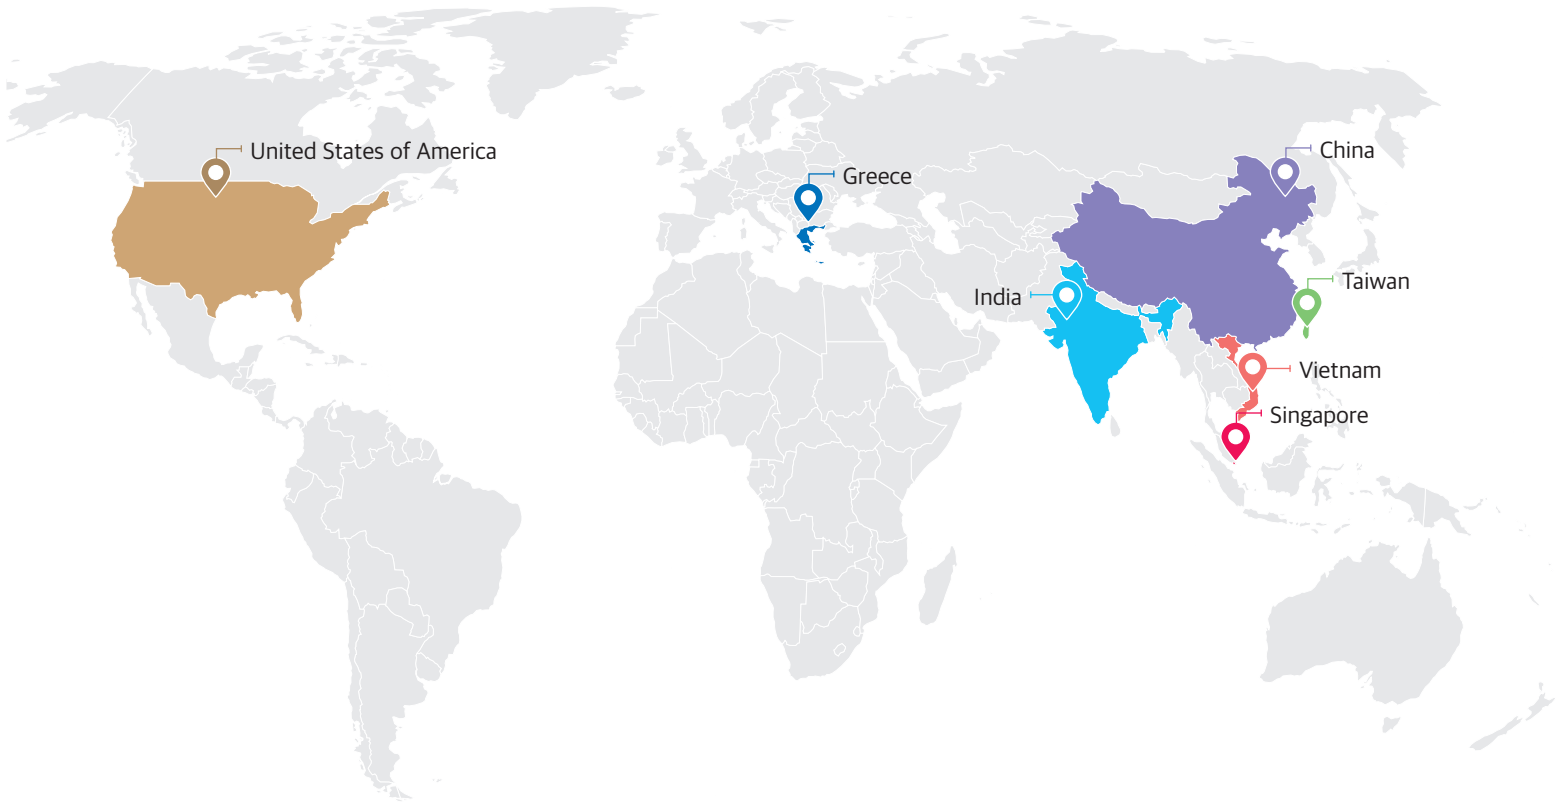 United States of America
China
Greece
Taiwan
India
Vietnam
Singapore